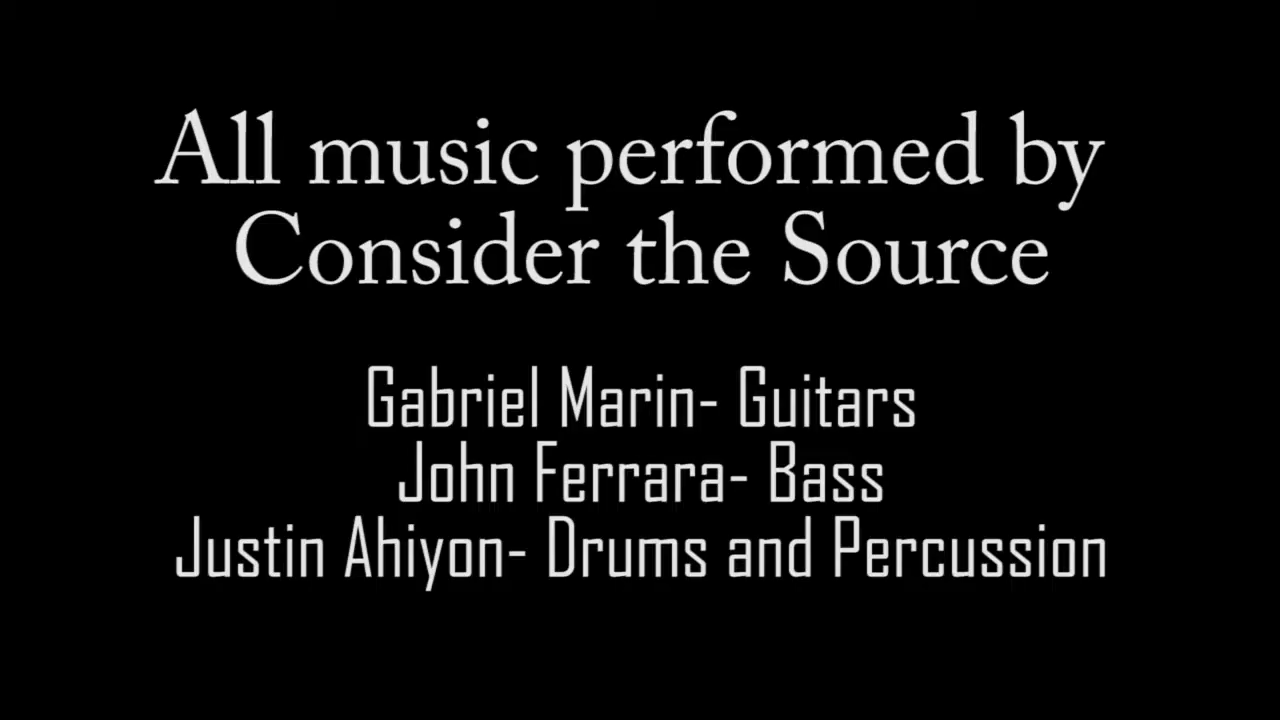 All music performed by
Consider the Source
Gabriel Marin- Guitars
John Ferrara- Bass
Justin Ahiyon- Drums and Percussion